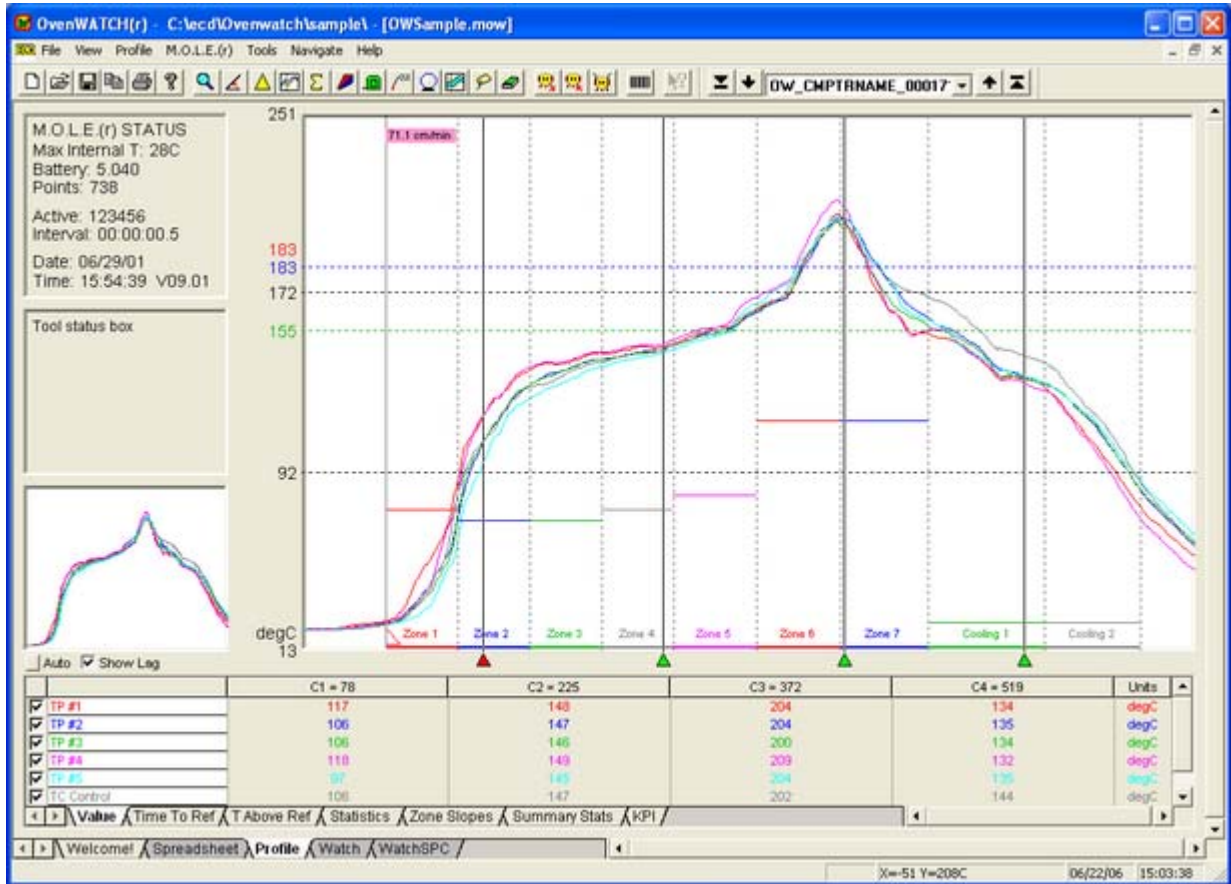 OvenWATCH(r) - C:\ecd\Ovenwatch\sample\ - [OWSample.mow]
File View Profile M.O.L.E.(r) Tools Navigate Help
OW_CMPTRNAME_00017
M.O.L.E.(r) STATUS
Max Internal T: 28C
Battery: 5.040
Points: 738
Active: 123456
Interval: 00:00:00.5
Date: 06/29/01
Time: 15:54:39 V09.01
Tool status box
Auto Show Lag
251
71.1 cm/min
183
183
172
155
92
degC
13
Zone 1 Zone 2 Zone 3 Zone 4 Zone 5 Zone 6 Zone 7 Cooling 1 Cooling 2
C1 = 78 C2 = 225 C3 = 372 C4 = 519 Units
TP #1 117 148 204 134 degC
TP #2 106 147 204 135 degC
TP #3 106 146 200 134 degC
TP #4 118 149 209 132 degC
TP #5 97 145 204 135 degC
TC Control 106 147 202 144 degC
Value Time To Ref T Above Ref Statistics Zone Slopes Summary Stats KPI
Welcome! Spreadsheet Profile Watch WatchSPC
X=-51 Y=208C 06/22/06 15:03:38